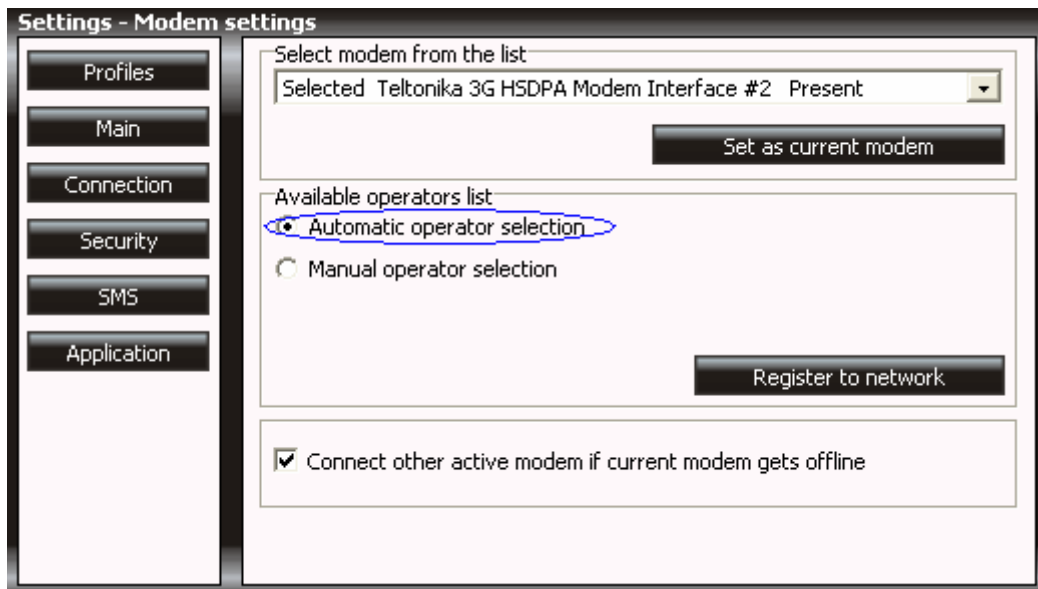 Settings - Modem settings
Profiles
Main
Connection
Security
SMS
Application
Select modem from the list
Selected Teltonika 3G HSDPA Modem Interface #2 Present
Set as current modem
Available operators list
Automatic operator selection
Manual operator selection
Register to network
Connect other active modem if current modem gets offline